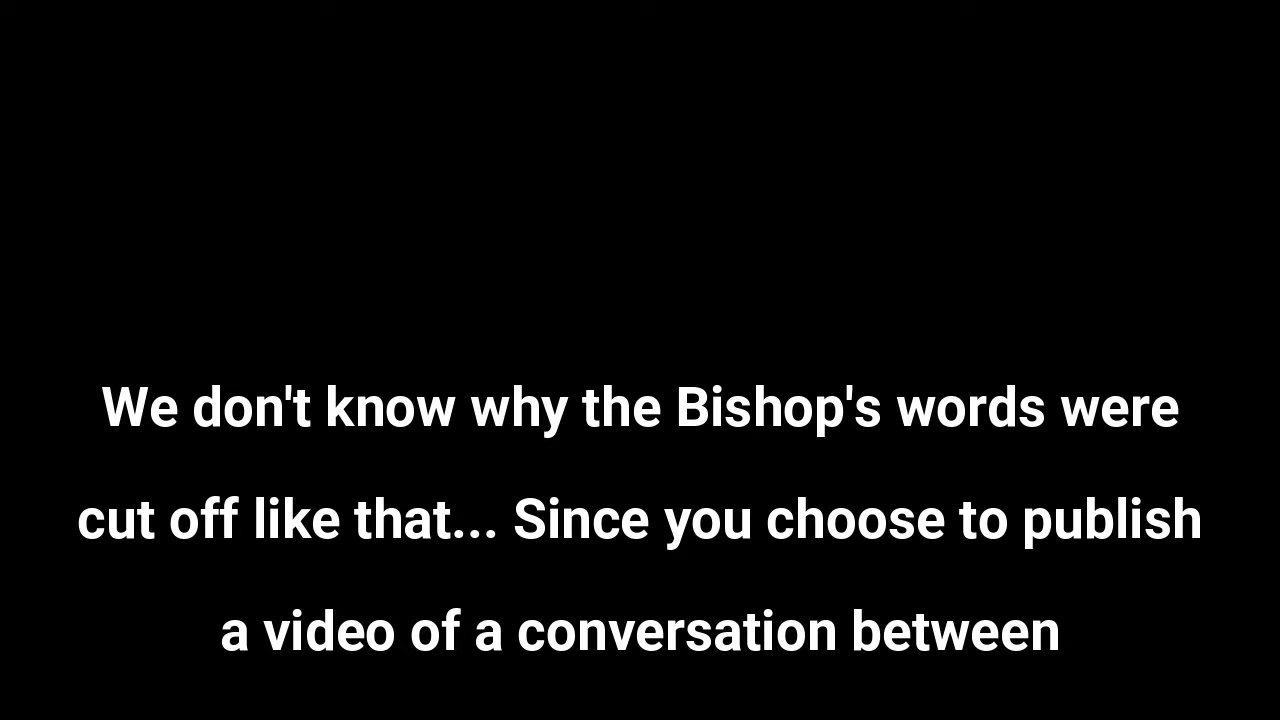 We don't know why the Bishop's words were
cut off like that... Since you choose to publish
a video of a conversation between